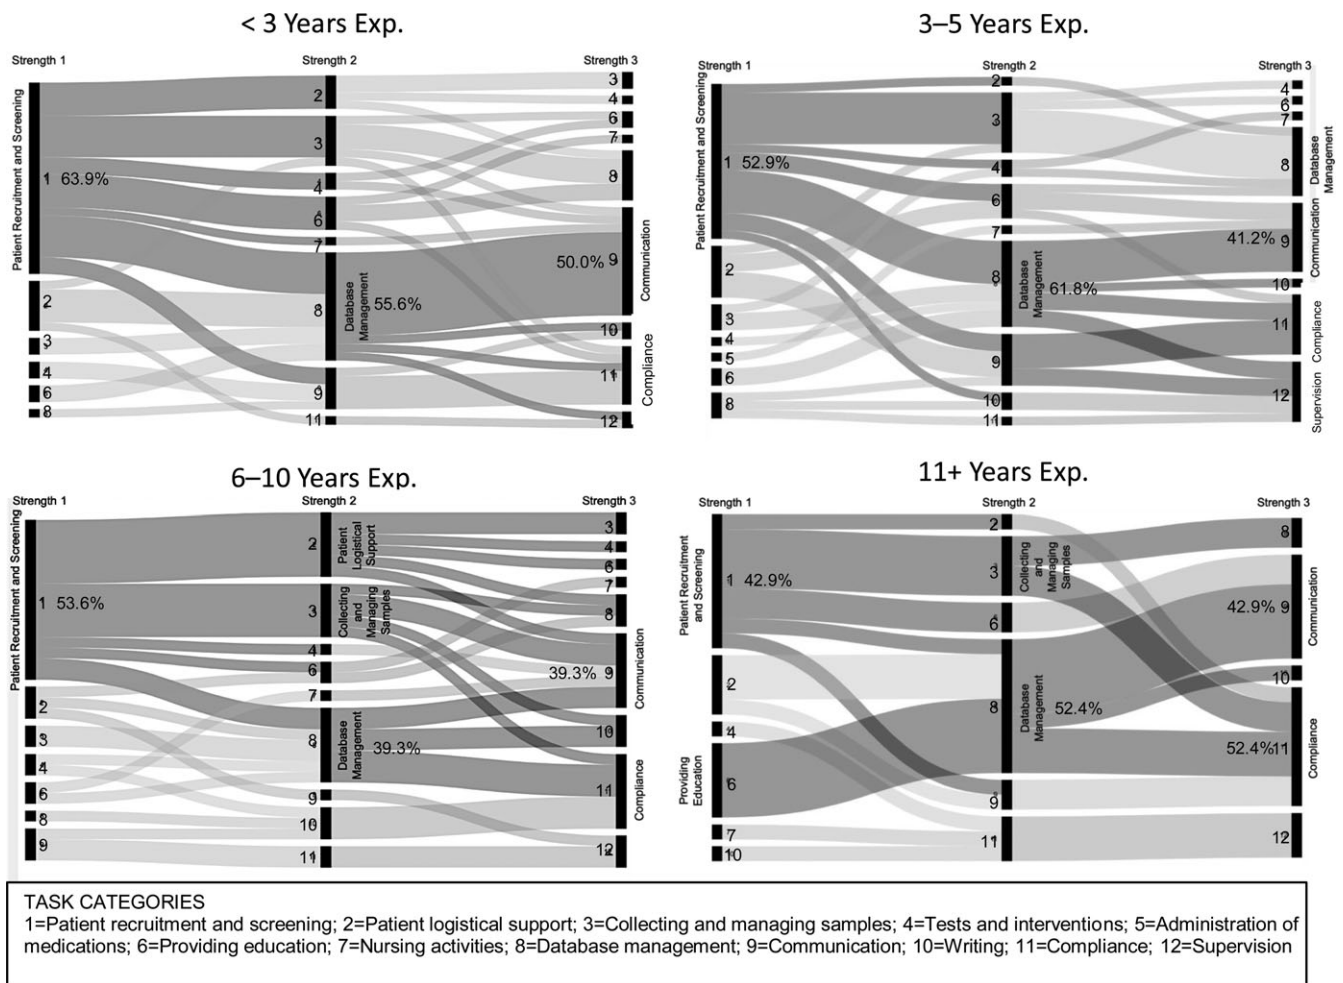 < 3 Years Exp.
Strength 1
Strength 2
Strength 3
Patient Recruitment and Screening
1 63.9%
2
3
4
6
8
2
3
4
6
7
8
Database
Management
55.6%
9
11
3
4
6
7
8
50.0% 9
Communication
10
11
Compliance
12
3–5 Years Exp.
Strength 1
Strength 2
Strength 3
Patient Recruitment and Screening
1 52.9%
2
3
4
5
6
8
2
3
4
6
7
8
Database
Management
61.8%
9
10
11
4
6
7
8
Database
Management
41.2% 9
Communication
10
11
Compliance
12
Supervision
6–10 Years Exp.
Strength 1
Strength 2
Strength 3
Patient Recruitment and Screening
1 53.6%
2
3
4
6
8
9
2
Patient
Logistical
Support
3
Collecting
and
Managing
Samples
4
6
7
8
Database
Management
39.3%
9
10
11
3
4
6
7
8
39.3% 9
Communication
10
11
Compliance
12
11+ Years Exp.
Strength 1
Strength 2
Strength 3
Patient Recruitment
and Screening
1 42.9%
2
4
Providing
Education
6
7
10
2
3
Collecting
and
Managing
Samples
6
8
Database
Management
52.4%
9
11
8
42.9% 9
Communication
10
52.4% 11
Compliance
12
TASK CATEGORIES
1=Patient recruitment and screening; 2=Patient logistical support; 3=Collecting and managing samples; 4=Tests and interventions; 5=Administration of
medications; 6=Providing education; 7=Nursing activities; 8=Database management; 9=Communication; 10=Writing; 11=Compliance; 12=Supervision